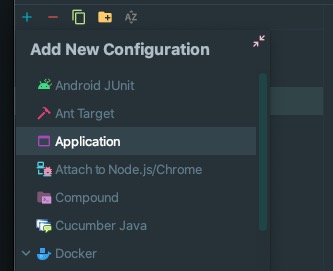 Add New Configuration
Android JUnit
Ant Target
Application
Attach to Node.js/Chrome
Compound
Cucumber Java
Docker